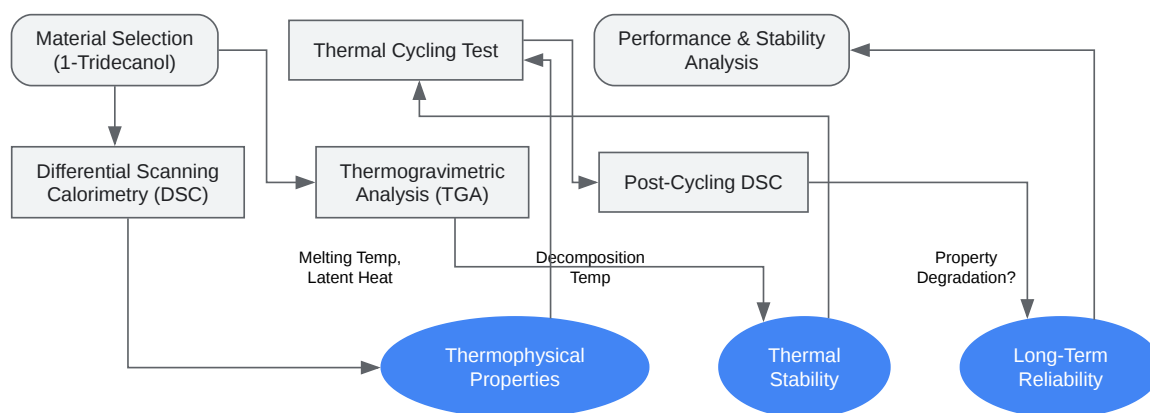 Material Selection
(1-Tridecanol)
Thermal Cycling Test
Performance & Stability
Analysis
Differential Scanning
Calorimetry (DSC)
Thermogravimetric
Analysis (TGA)
Post-Cycling DSC
Melting Temp,
Latent Heat
Decomposition
Temp
Property
Degradation?
Thermophysical
Properties
Thermal
Stability
Long-Term
Reliability